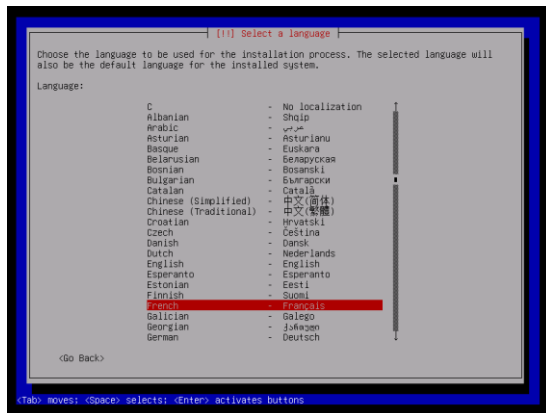 [!!] Select a language
Choose the language to be used for the installation process. The selected language will
also be the default language for the installed system.
Language:
C - No localization
Albanian - Shqip
Arabic - عربي
Asturian - Asturianu
Basque - Euskara
Belarusian - Беларуская
Bosnian - Bosanski
Bulgarian - Български
Catalan - Català
Chinese (Simplified) - 中文(简体)
Chinese (Traditional) - 中文(繁體)
Croatian - Hrvatski
Czech - Čeština
Danish - Dansk
Dutch - Nederlands
English - English
Esperanto - Esperanto
Estonian - Eesti
Finnish - Suomi
French - Français
Galician - Galego
Georgian - ქართული
German - Deutsch
<Go Back>
<Tab> moves; <Space> selects; <Enter> activates buttons